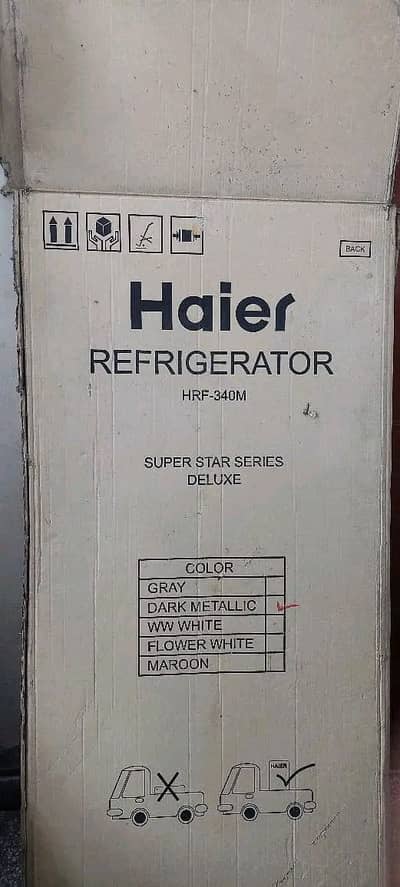 BACK
Haier
REFRIGERATOR
HRF-340M
SUPER STAR SERIES
DELUXE
COLOR
GRAY
DARK METALLIC
WW WHITE
FLOWER WHITE
MAROON
HAIER